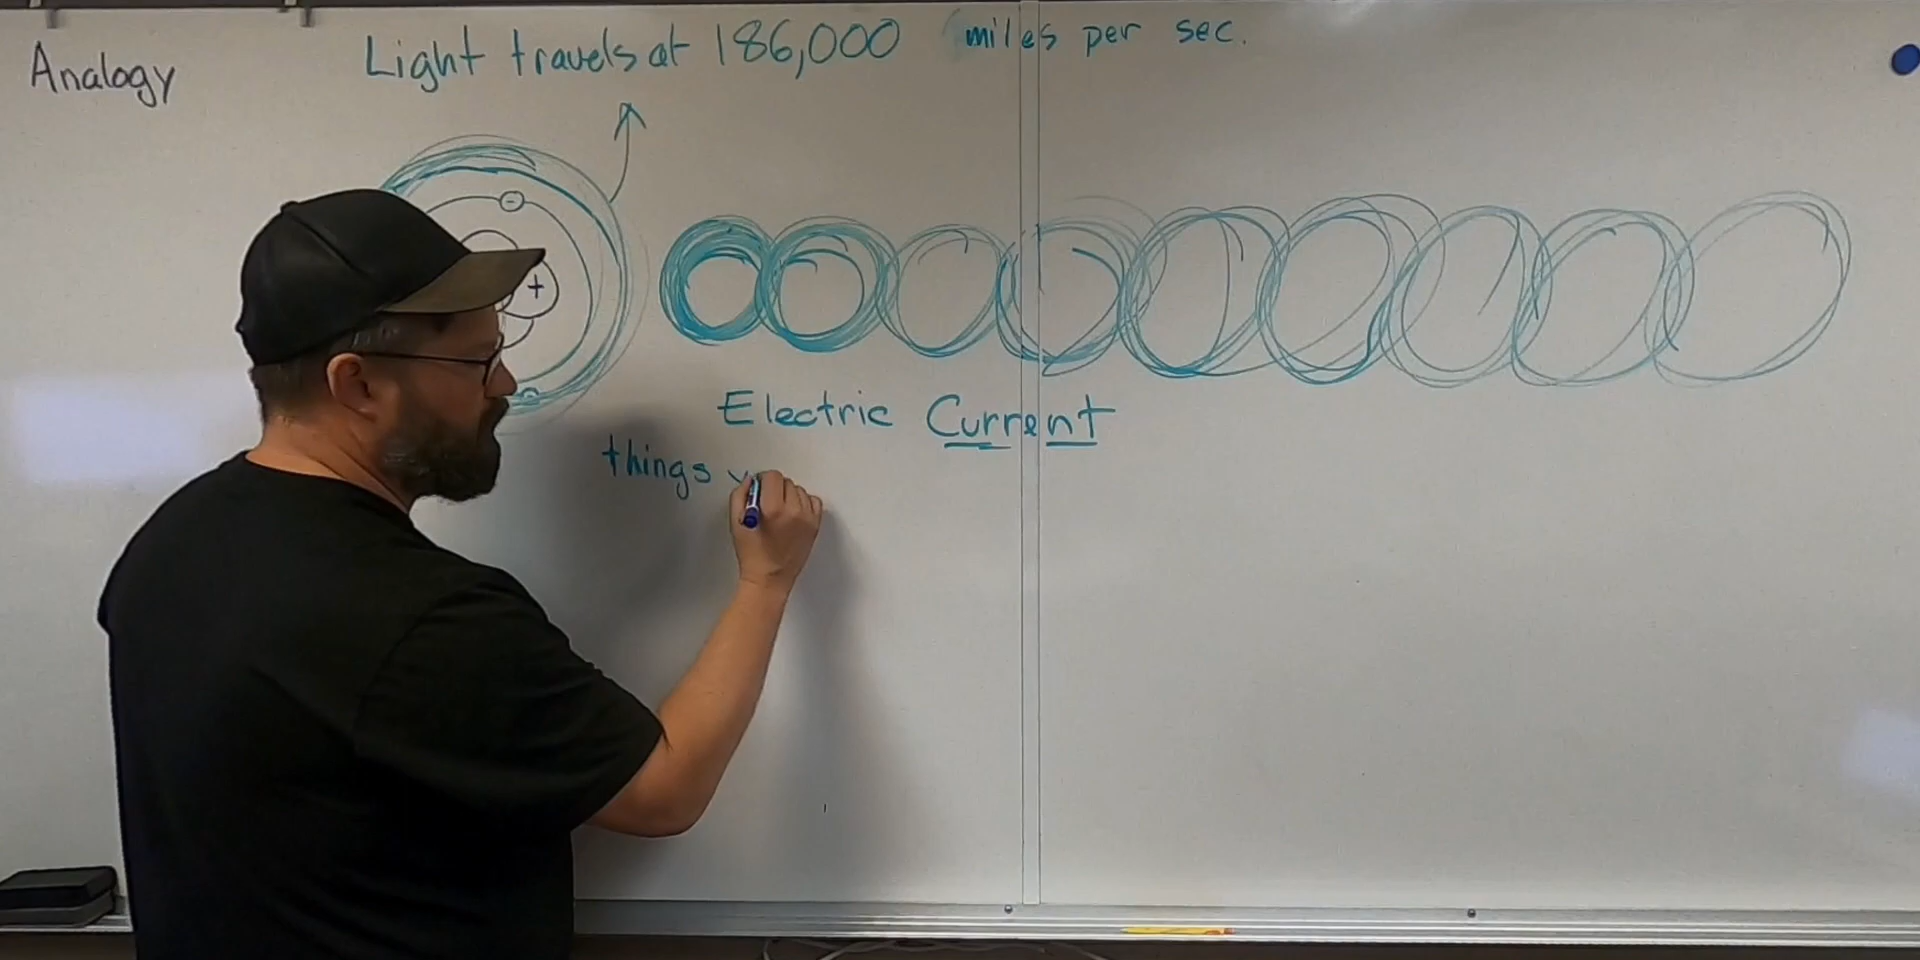 Analogy
Light travels at 186,000 miles per sec.
-
+
Electric Current
things